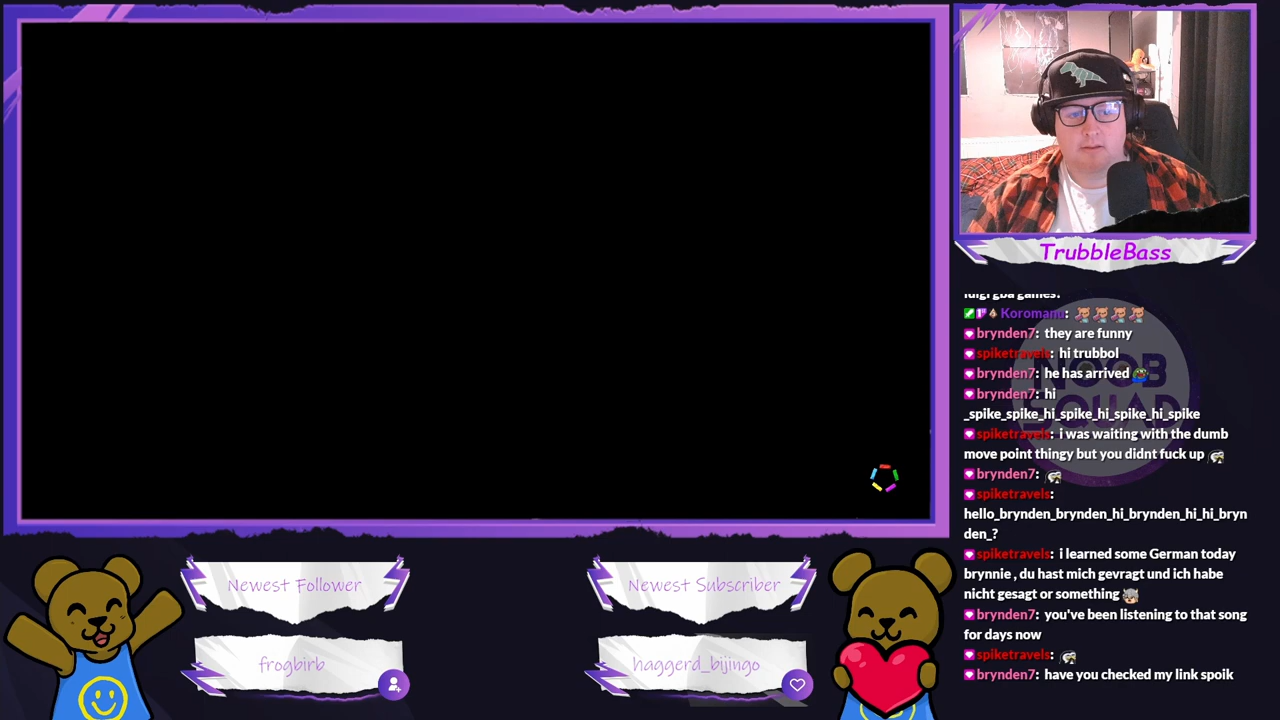 TrubbleBass
luigi gba games?
Koromanu:
brynden7: they are funny
spiketravels: hi trubbol
brynden7: he has arrived
brynden7: hi
_spike_spike_hi_spike_hi_spike_hi_spike
spiketravels: i was waiting with the dumb
move point thingy but you didnt fuck up
brynden7:
spiketravels:
hello_brynden_brynden_hi_brynden_hi_hi_bryn
den_?
spiketravels: i learned some German today
brynnie , du hast mich gevragt und ich habe
nicht gesagt or something
brynden7: you've been listening to that song
for days now
spiketravels:
brynden7: have you checked my link spoik
NOOB
SQUAD
Newest Follower
frogbirb
Newest Subscriber
haggerd_bijingo